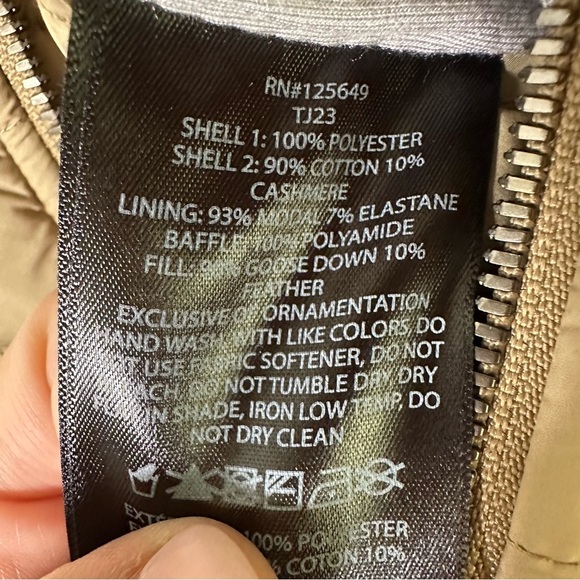 RN#125649
TJ23
SHELL 1: 100% POLYESTER
SHELL 2: 90% COTTON 10%
CASHMERE
LINING: 93% MODAL 7% ELASTANE
BAFFLE 100% POLYAMIDE
FILL: GOOSE DOWN 10%
FEATHER
EXCLUSIVE OF ORNAMENTATION
HAND WASH WITH LIKE COLORS, DO
USE SOFTENER, DO NOT
DO NOT TUMBLE DRY, DRY
IN SHADE, IRON LOW TEMP, DO
NOT DRY CLEAN
100% POLYESTER
COTON 10%